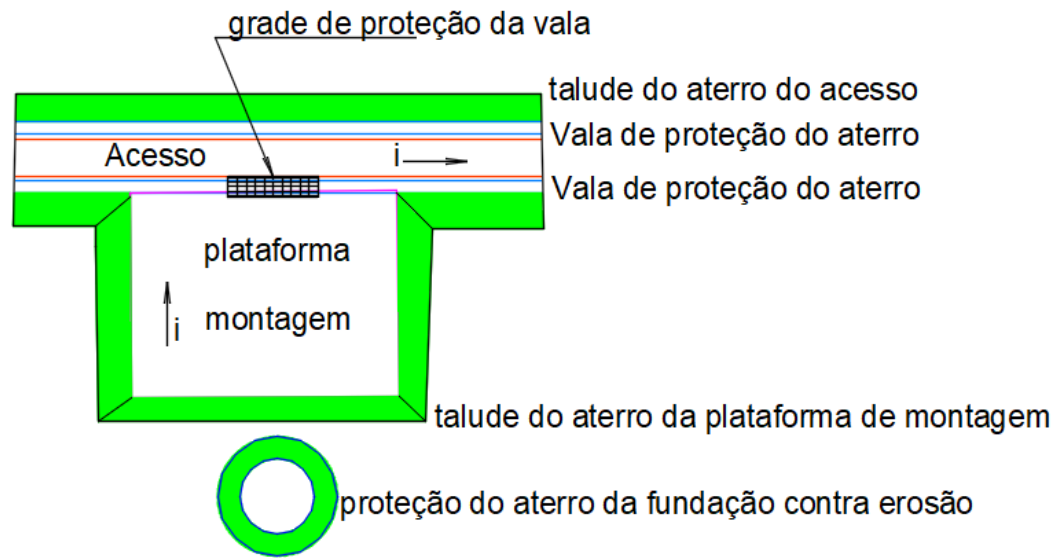 grade de proteção da vala
talude do aterro do acesso
Vala de proteção do aterro
Acesso
i
Vala de proteção do aterro
plataforma
montagem
i
talude do aterro da plataforma de montagem
proteção do aterro da fundação contra erosão